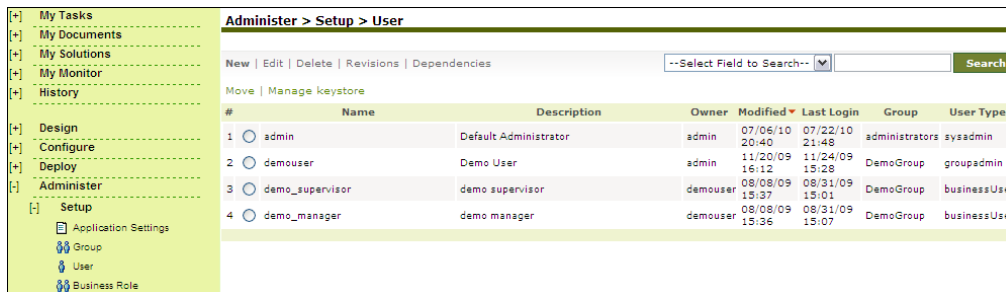 [+] My Tasks
[+] My Documents
[+] My Solutions
[+] My Monitor
[+] History
[+] Design
[+] Configure
[+] Deploy
[-] Administer
[-] Setup
Application Settings
Group
User
Business Role
Administer > Setup > User
New | Edit | Delete | Revisions | Dependencies --Select Field to Search-- Search
Move | Manage keystore
# Name Description Owner Modified Last Login Group User Type
1 admin Default Administrator admin 07/06/10 20:40 07/22/10 21:48 administrators sysadmin
2 demouser Demo User admin 11/20/09 16:12 11/24/09 15:28 DemoGroup groupadmin
3 demo_supervisor demo supervisor demouser 08/08/09 15:37 08/31/09 15:01 DemoGroup businessUse
4 demo_manager demo manager demouser 08/08/09 15:36 08/31/09 15:07 DemoGroup businessUse